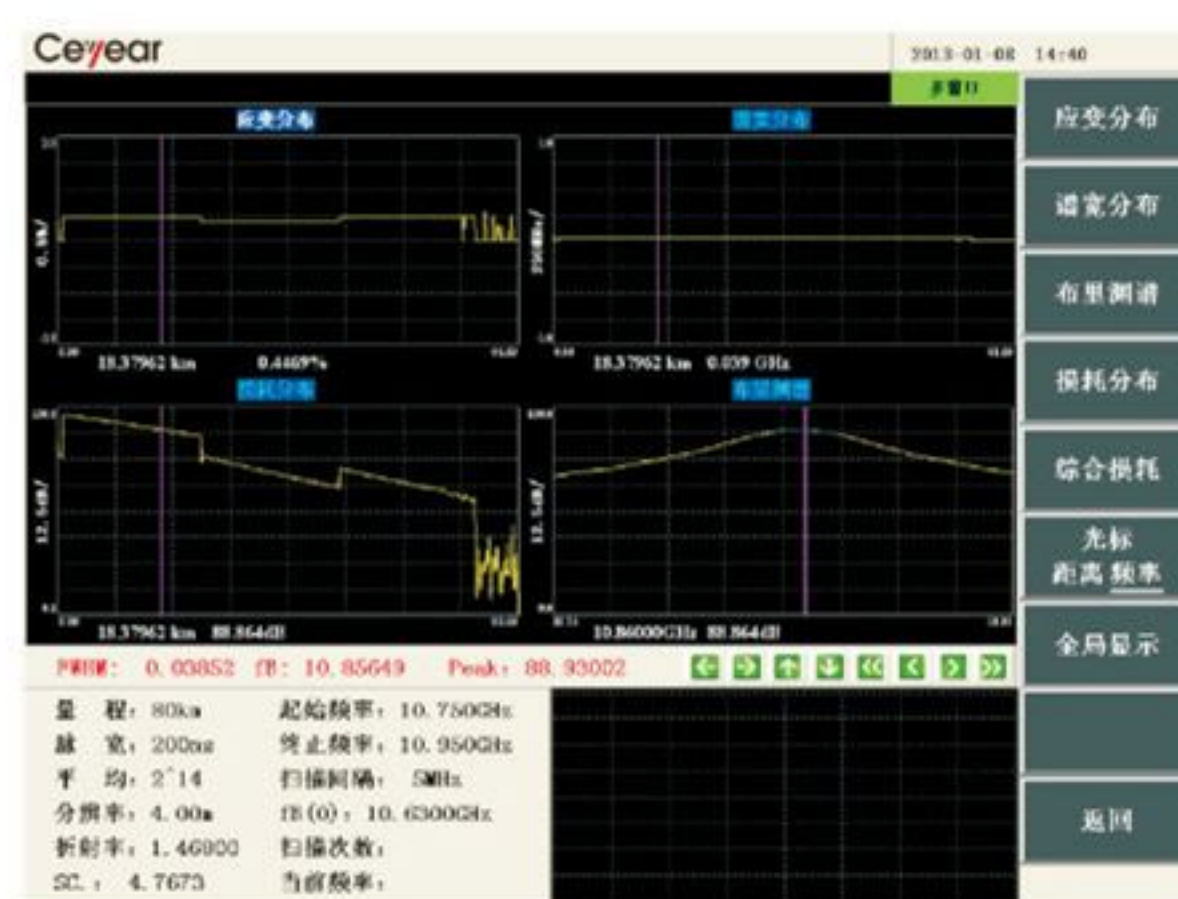 Ceyear
2013-01-08 14:40
多窗口
应变分布
谱宽分布
应变分布
谱宽分布
布里渊谱
损耗分布
综合损耗
光标
距离 频率
全局显示
返回
18.37962 km 0.4469%
18.37962 km 0.039 GHz
损耗分布
布里渊谱
12.5dB/
12.5dB/
18.37962 km 88.864dB
10.86000GHz 88.864dB
FWHM: 0.03852 fB: 10.85649 Peak: 88.93002
量 程: 80km 起始频率: 10.750GHz
脉 宽: 200ns 终止频率: 10.950GHz
平 均: 2^14 扫描间隔: 5MHz
分辨率: 4.00m fB(0): 10.6300GHz
折射率: 1.46800 扫描次数:
SC.: 4.7673 当前频率: